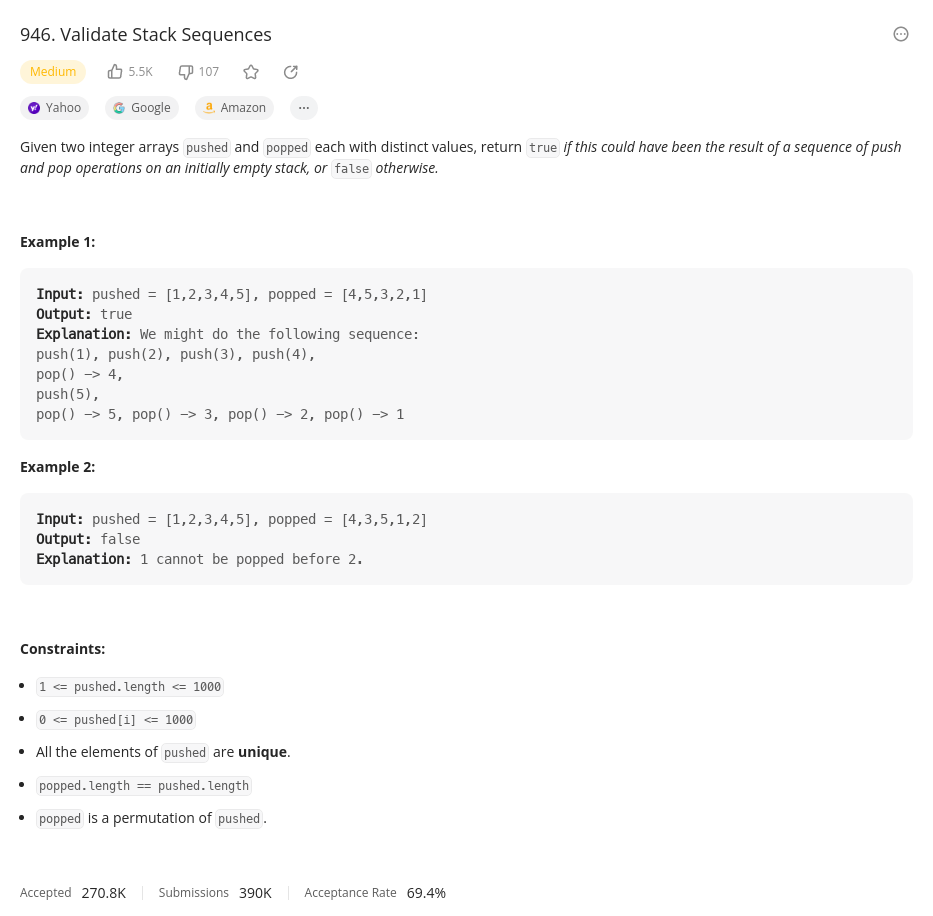 946. Validate Stack Sequences
Medium 5.5K 107
Yahoo Google Amazon ...
Given two integer arrays pushed and popped each with distinct values, return true if this could have been the result of a sequence of push
and pop operations on an initially empty stack, or false otherwise.
Example 1:
Input: pushed = [1,2,3,4,5], popped = [4,5,3,2,1]
Output: true
Explanation: We might do the following sequence:
push(1), push(2), push(3), push(4),
pop() -> 4,
push(5),
pop() -> 5, pop() -> 3, pop() -> 2, pop() -> 1
Example 2:
Input: pushed = [1,2,3,4,5], popped = [4,3,5,1,2]
Output: false
Explanation: 1 cannot be popped before 2.
Constraints:
• 1 <= pushed.length <= 1000
• 0 <= pushed[i] <= 1000
• All the elements of pushed are unique.
• popped.length == pushed.length
• popped is a permutation of pushed.
Accepted 270.8K Submissions 390K Acceptance Rate 69.4%